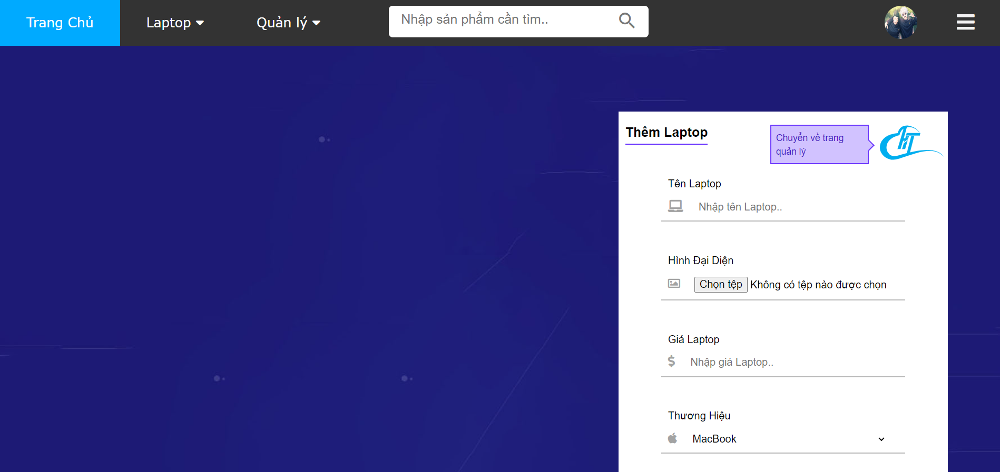 Trang Chủ
Laptop
Quản lý
Nhập sản phẩm cần tìm..
Thêm Laptop
Chuyển về trang
quản lý
CHT
Tên Laptop
Nhập tên Laptop..
Hình Đại Diện
Chọn tệp Không có tệp nào được chọn
Giá Laptop
Nhập giá Laptop..
Thương Hiệu
MacBook